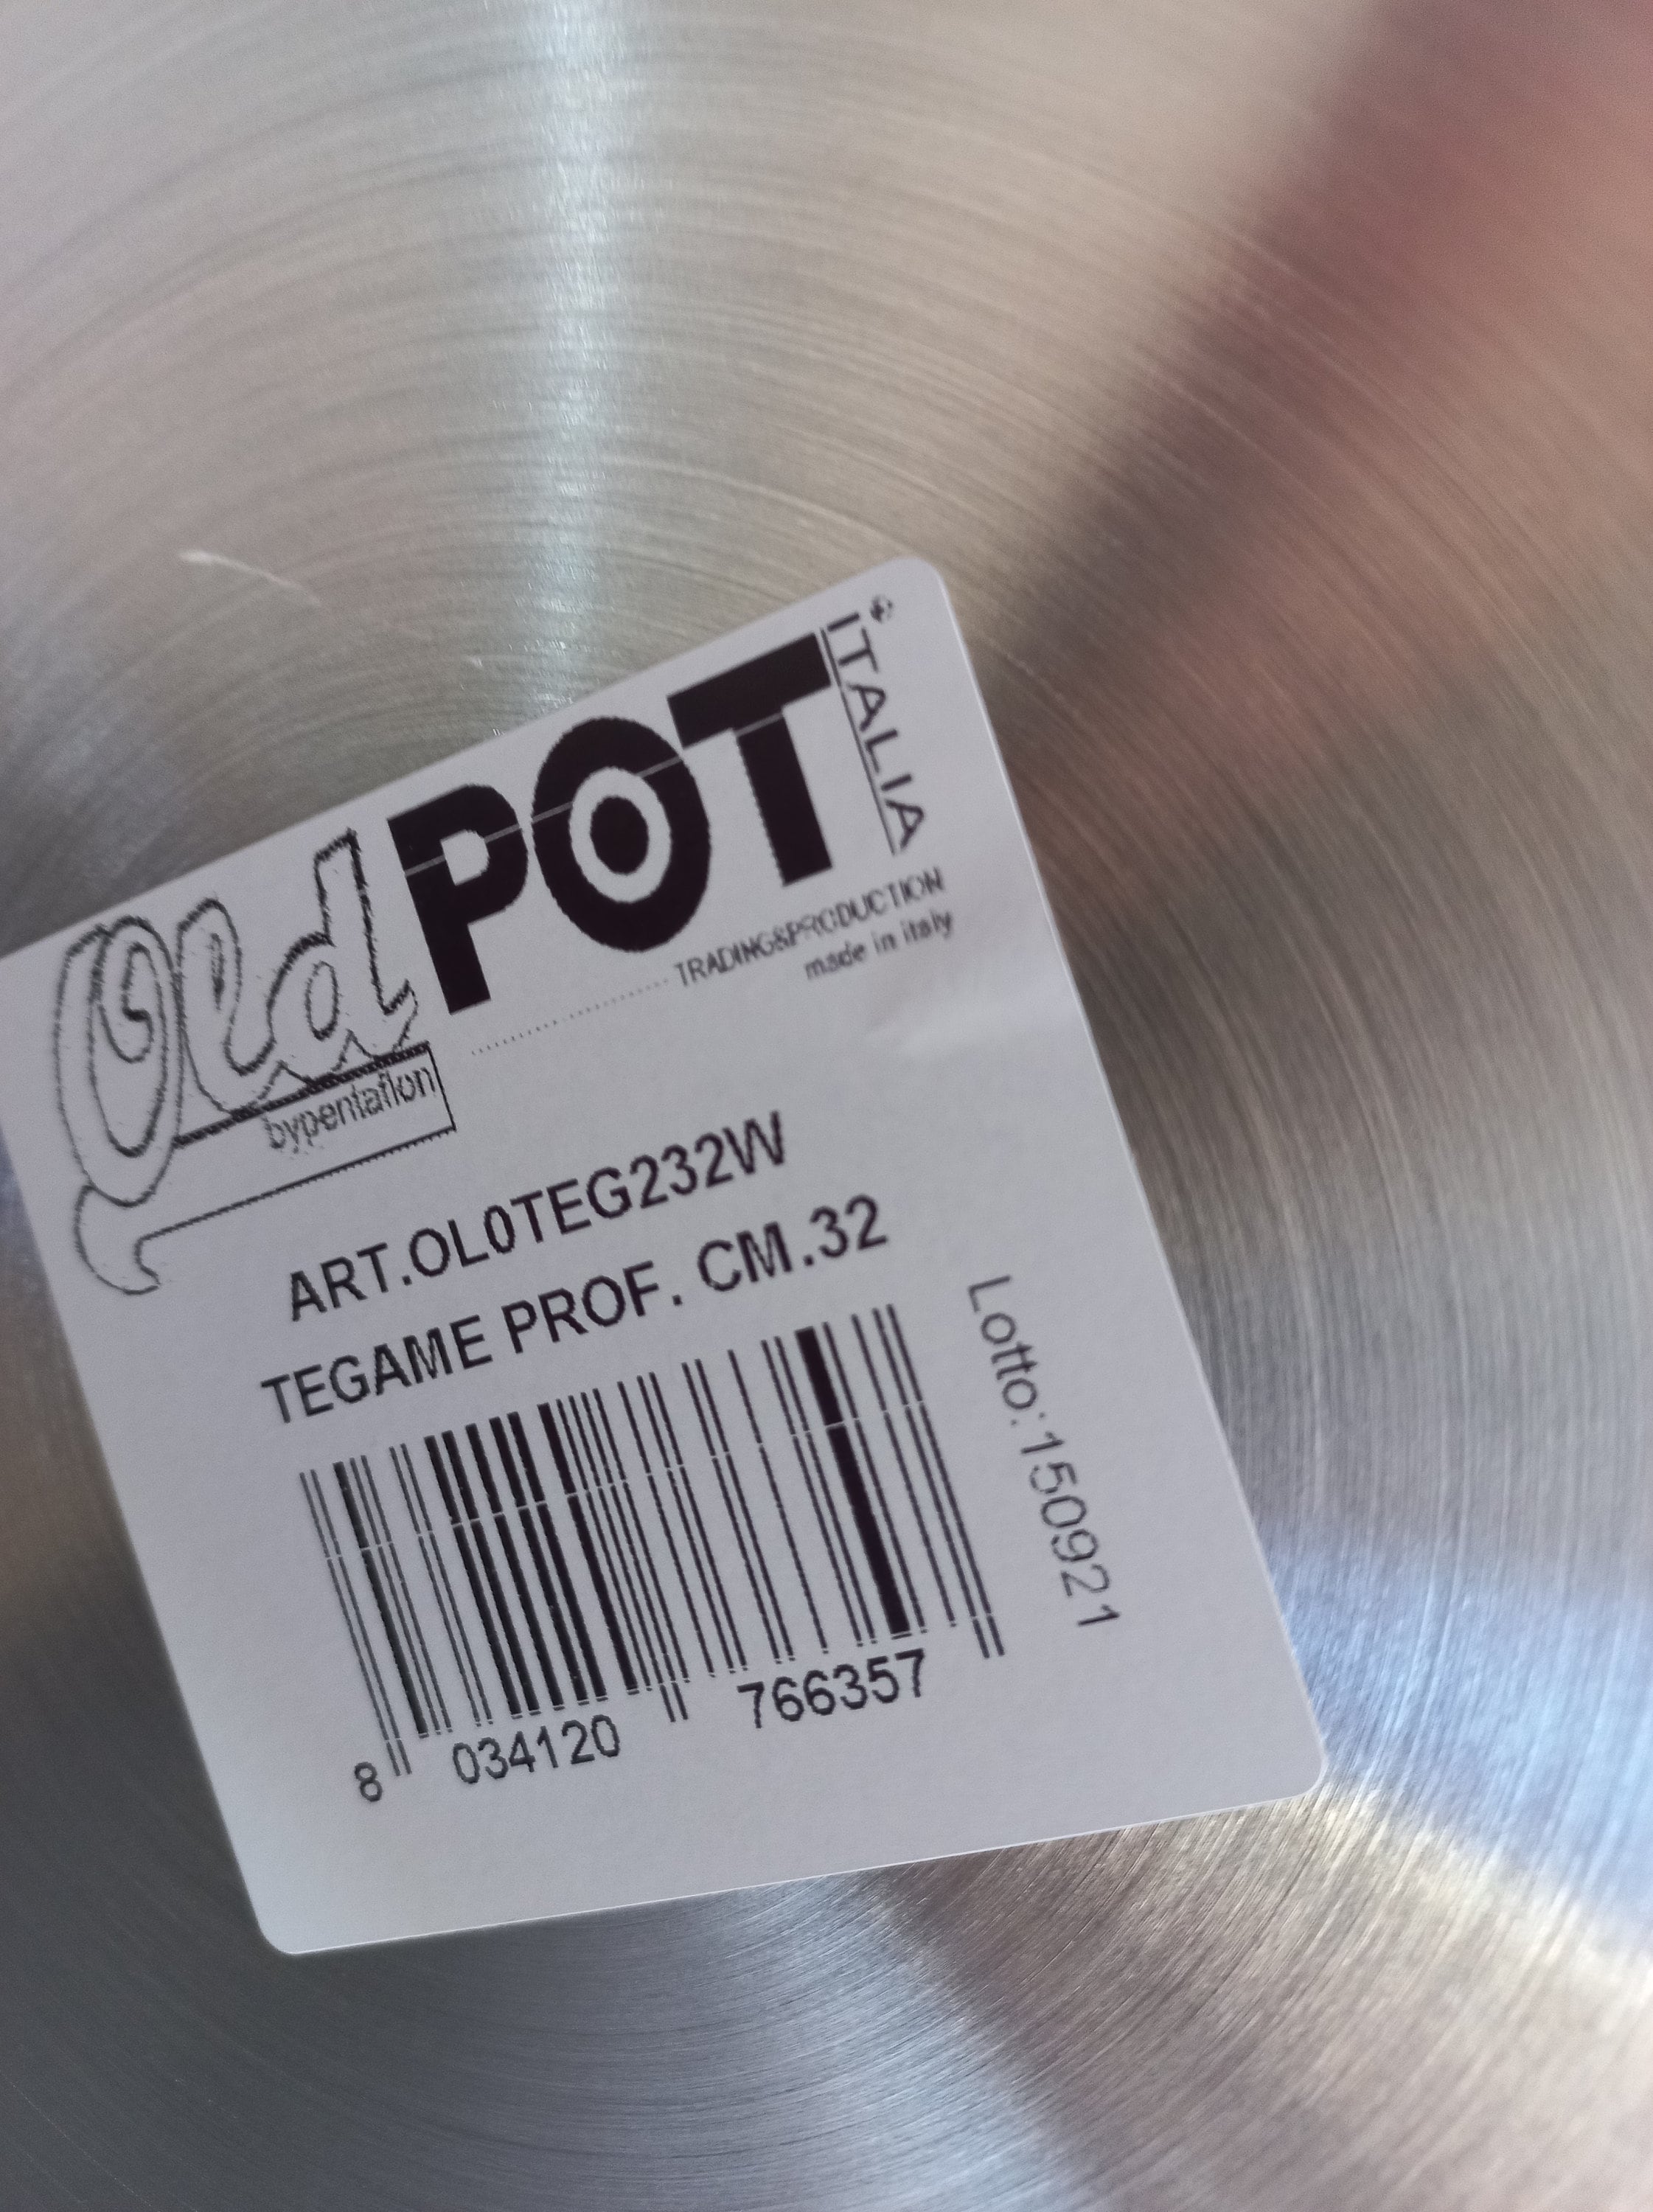 Old POT ITALIA
TRADING&PRODUCTION
made in italy
bypentaflon
ART.OL0TEG232W
TEGAME PROF. CM.32
Lotto:150921
8 034120 766357